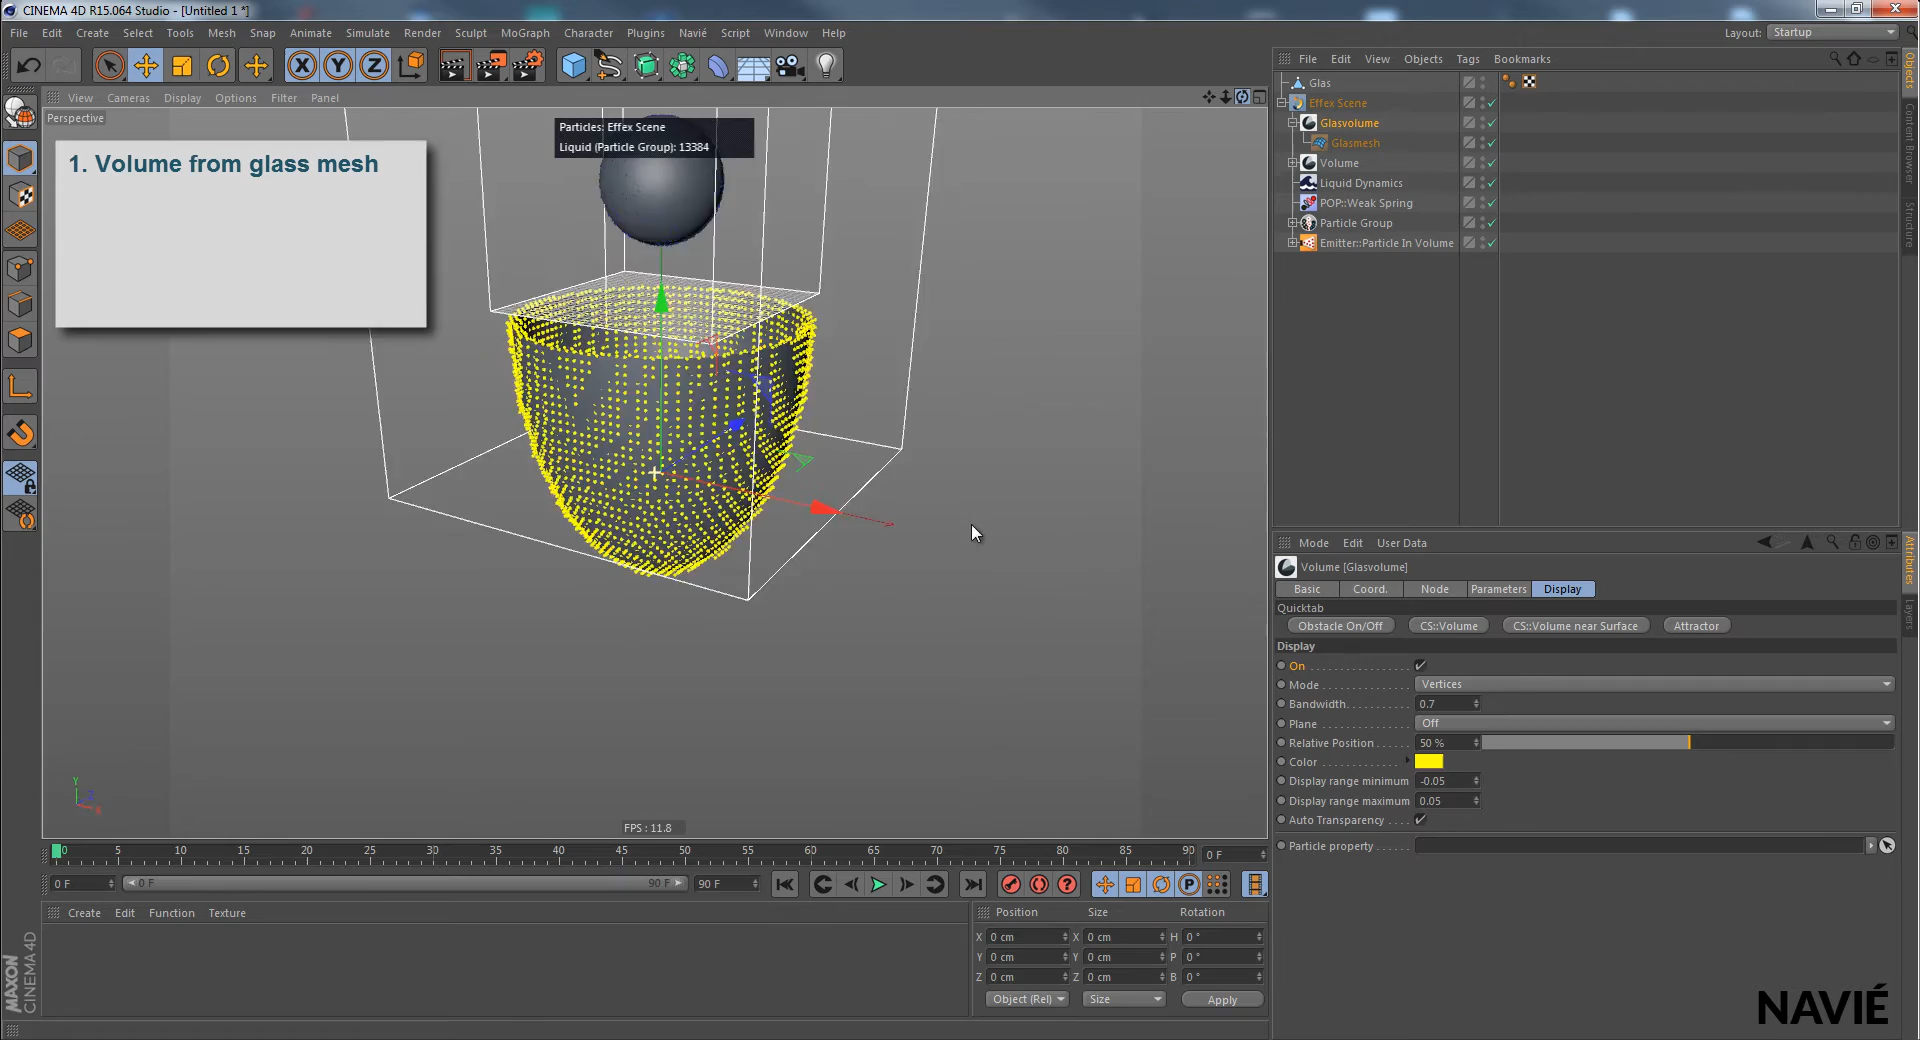 CINEMA 4D R15.064 Studio - [Untitled 1 *]
File Edit Create Select Tools Mesh Snap Animate Simulate Render Sculpt MoGraph Character Plugins Navié Script Window Help
Layout: Startup
X Y Z
File Edit View Objects Tags Bookmarks
View Cameras Display Options Filter Panel
Perspective
Particles: Effex Scene
Liquid (Particle Group): 13384
1. Volume from glass mesh
Glas
Effex Scene
Glasvolume
Glasmesh
Volume
Liquid Dynamics
POP::Weak Spring
Particle Group
Emitter::Particle In Volume
Objects
Content Browser
Structure
Mode Edit User Data
Volume [Glasvolume]
Basic Coord. Node Parameters Display
Quicktab
Obstacle On/Off CS::Volume CS::Volume near Surface Attractor
Display
On
Mode Vertices
Bandwidth 0.7
Plane Off
Relative Position 50 %
Color
Display range minimum -0.05
Display range maximum 0.05
Auto Transparency
Particle property
Attributes
Layers
Y
Z
X
FPS : 11.8
0 5 10 15 20 25 30 35 40 45 50 55 60 65 70 75 80 85 90 0 F
0 F 0 F 90 F 90 F
P
Create Edit Function Texture
Position Size Rotation
X 0 cm X 0 cm H 0 °
Y 0 cm Y 0 cm P 0 °
Z 0 cm Z 0 cm B 0 °
Object (Rel) Size Apply
MAXON
CINEMA 4D
NAVIÉ